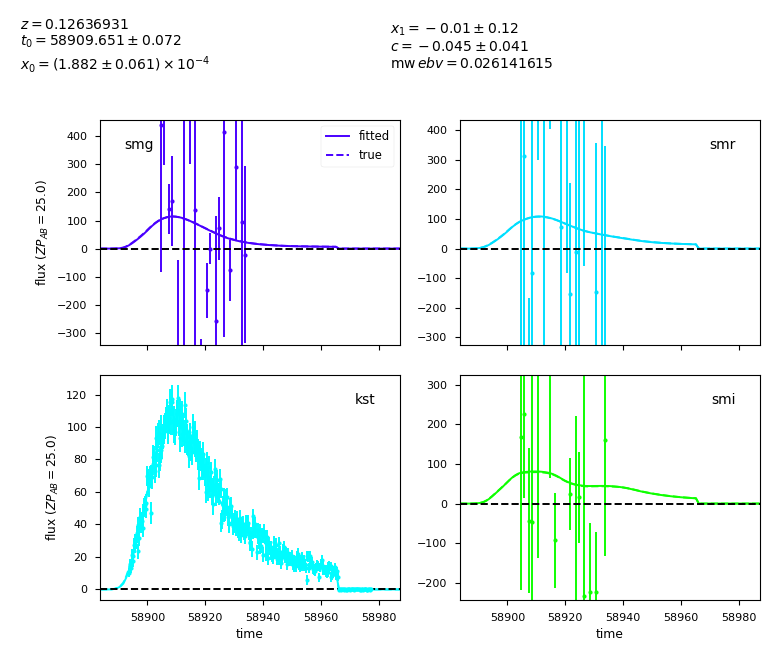 z = 0.12636931
t₀ = 58909.651 ± 0.072
x₀ = (1.882 ± 0.061) × 10⁻⁴
x₁ = −0.01 ± 0.12
c = −0.045 ± 0.041
mw ebv = 0.026141615
smg
fitted
true
400
300
200
100
0
−100
−200
−300
flux (ZP_AB = 25.0)
smr
400
300
200
100
0
−100
−200
−300
kst
120
100
80
60
40
20
0
flux (ZP_AB = 25.0)
58900 58920 58940 58960 58980
time
smi
300
200
100
0
−100
−200
58900 58920 58940 58960 58980
time